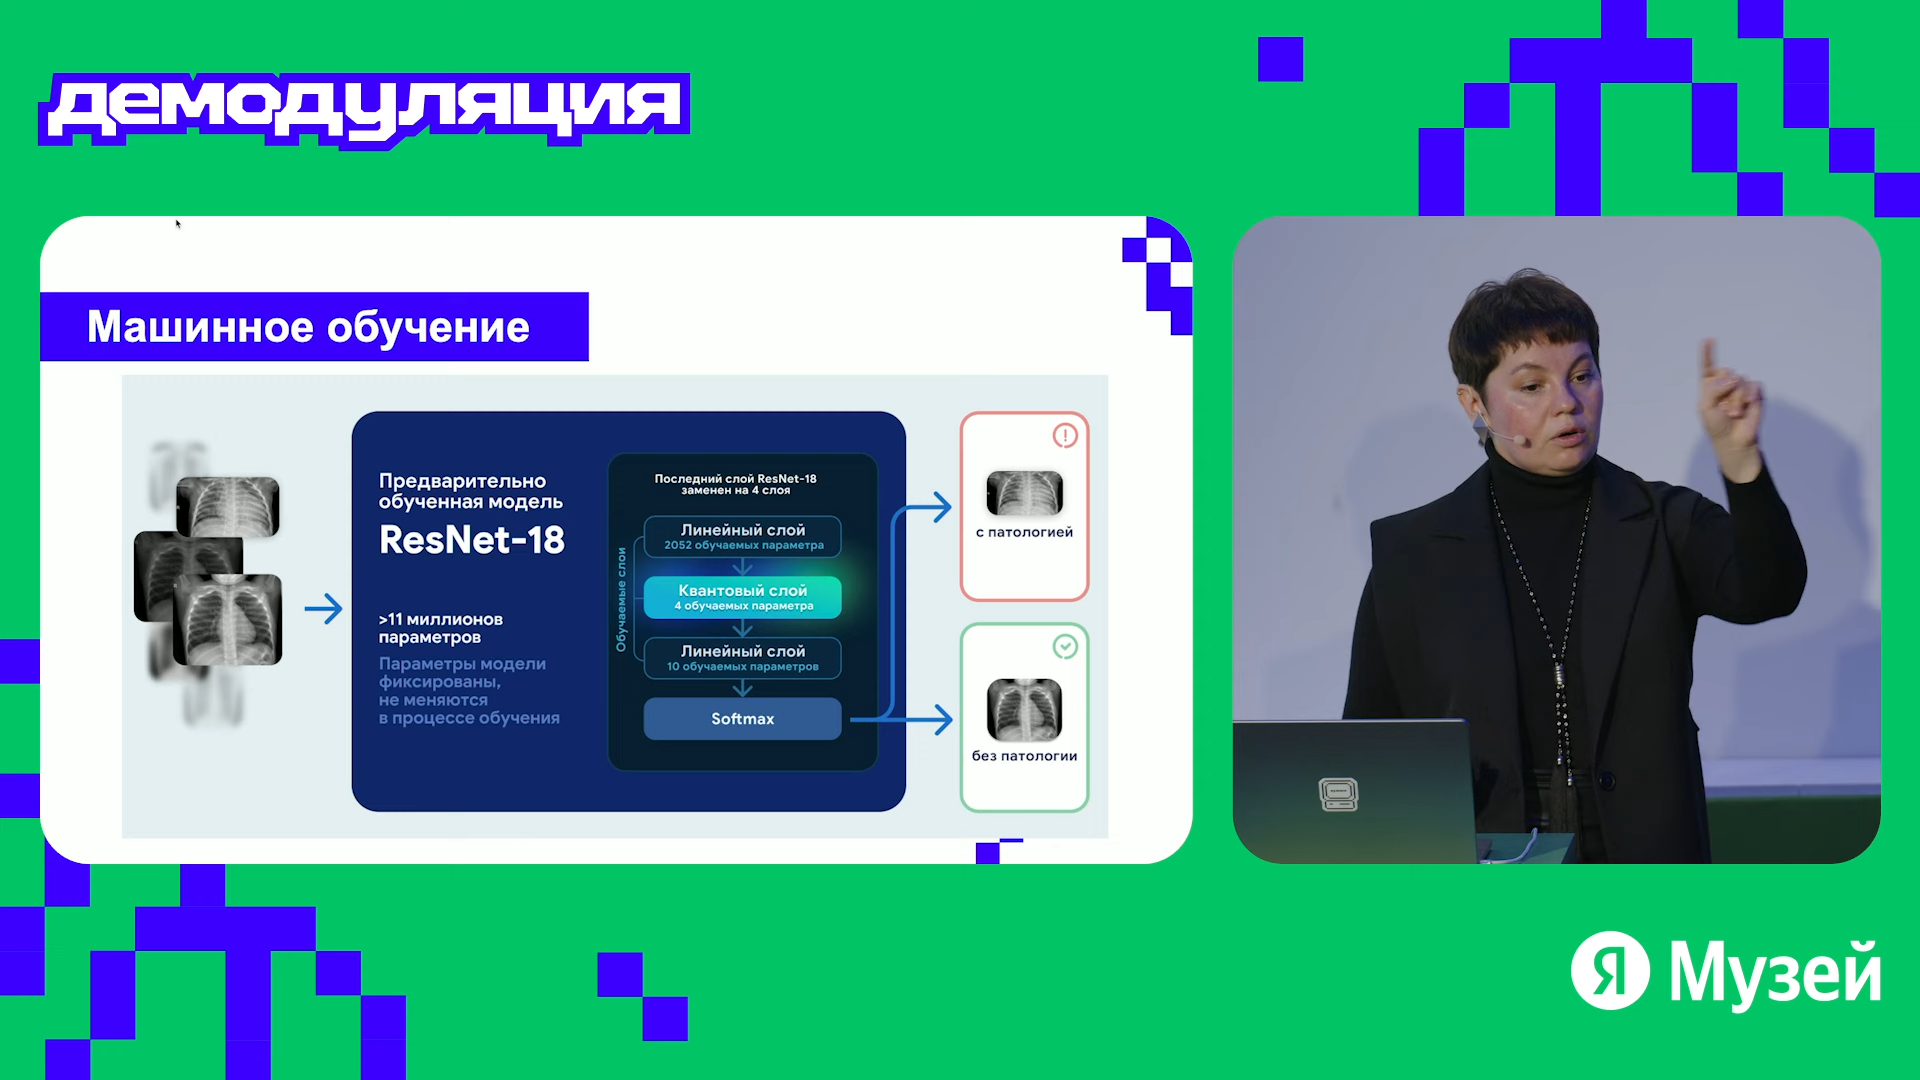 демодуляция
Машинное обучение
Предварительно
обученная модель
ResNet-18
>11 миллионов
параметров
Параметры модели
фиксированы,
не меняются
в процессе обучения
Последний слой ResNet-18
заменен на 4 слоя
Обучаемые слои
Линейный слой
2052 обучаемых параметра
Квантовый слой
4 обучаемых параметра
Линейный слой
10 обучаемых параметров
Softmax
с патологией
без патологии
Я Музей